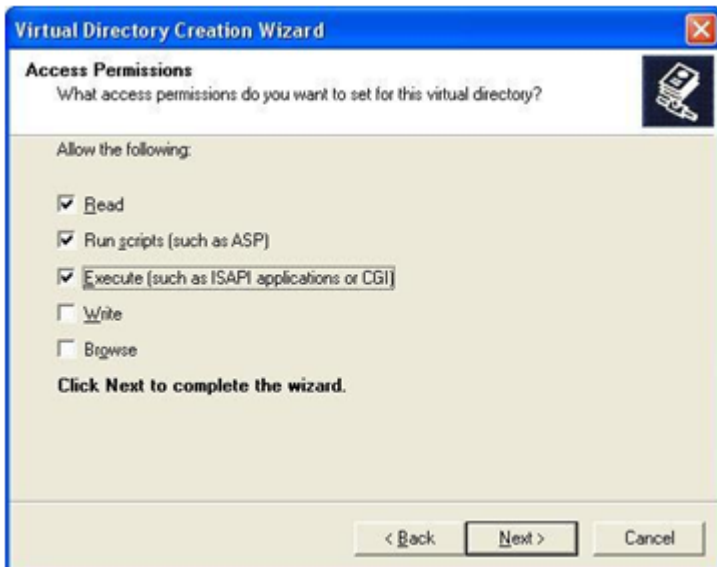 Virtual Directory Creation Wizard
Access Permissions
What access permissions do you want to set for this virtual directory?
Allow the following:
Read
Run scripts (such as ASP)
Execute (such as ISAPI applications or CGI)
Write
Browse
Click Next to complete the wizard.
< Back Next > Cancel